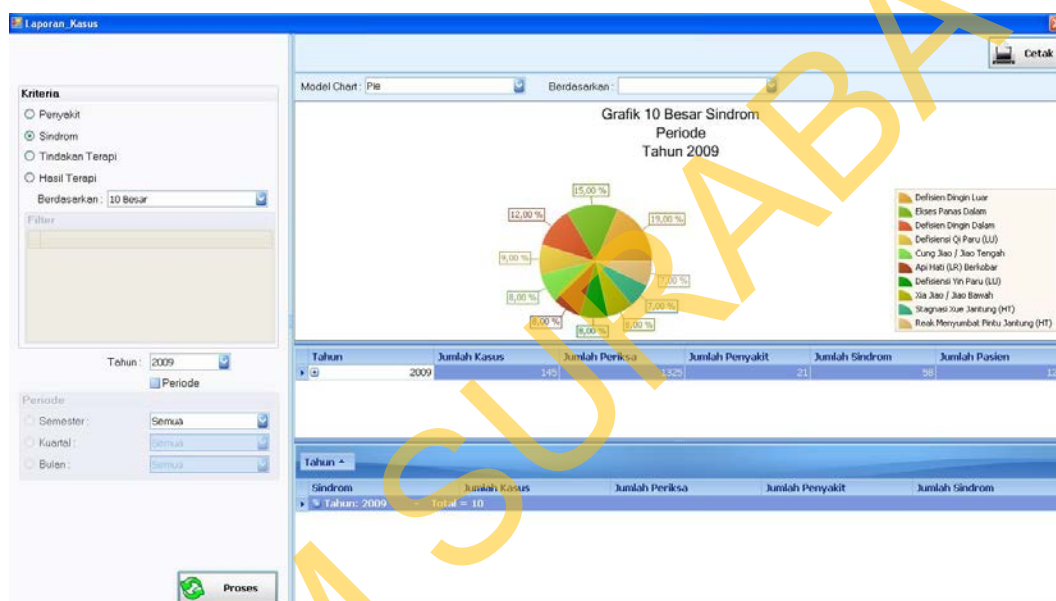 Laporan_Kasus
Cetak
Kriteria
Penyakit
Sindrom
Tindakan Terapi
Hasil Terapi
Berdasarkan : 10 Besar
Filter
Tahun : 2009
Periode
Periode
Semester : Semua
Kuartal : Semua
Bulan : Semua
Proses
Model Chart : Pie
Berdasarkan :
Grafik 10 Besar Sindrom
Periode
Tahun 2009
15,00 %
12,00 %
19,00 %
9,00 %
7,00 %
8,00 %
7,00 %
8,00 %
8,00 %
8,00 %
Defisien Dingin Luar
Ekses Panas Dalam
Defisien Dingin Dalam
Defisiensi Qi Paru (LU)
Cung Jiao / Jiao Tengah
Api Hati (LR) Berkobar
Defisiensi Yin Paru (LU)
Xia Jiao / Jiao Bawah
Stagnasi Xue Jantung (HT)
Reak Menyumbat Pintu Jantung (HT)
Tahun Jumlah Kasus Jumlah Periksa Jumlah Penyakit Jumlah Sindrom Jumlah Pasien
2009 145 1325 21 58
Tahun
Sindrom Jumlah Kasus Jumlah Periksa Jumlah Penyakit Jumlah Sindrom
Tahun: 2009 - Total = 10
M SURABA